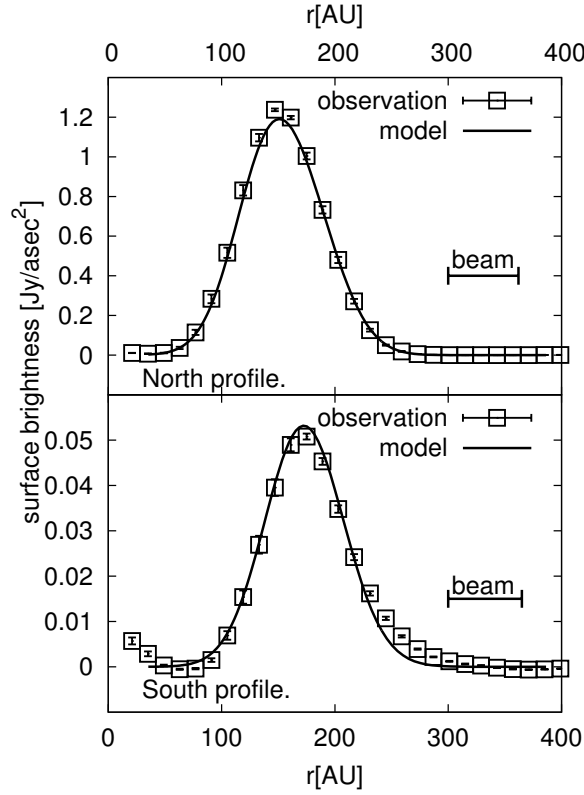 r[AU]
0 100 200 300 400
surface brightness [Jy/asec²]
observation
model
1.2
1
0.8
0.6
beam
0.4
0.2
0
North profile.
observation
model
0.05
0.04
0.03
0.02
beam
0.01
0
South profile.
0 100 200 300 400
r[AU]